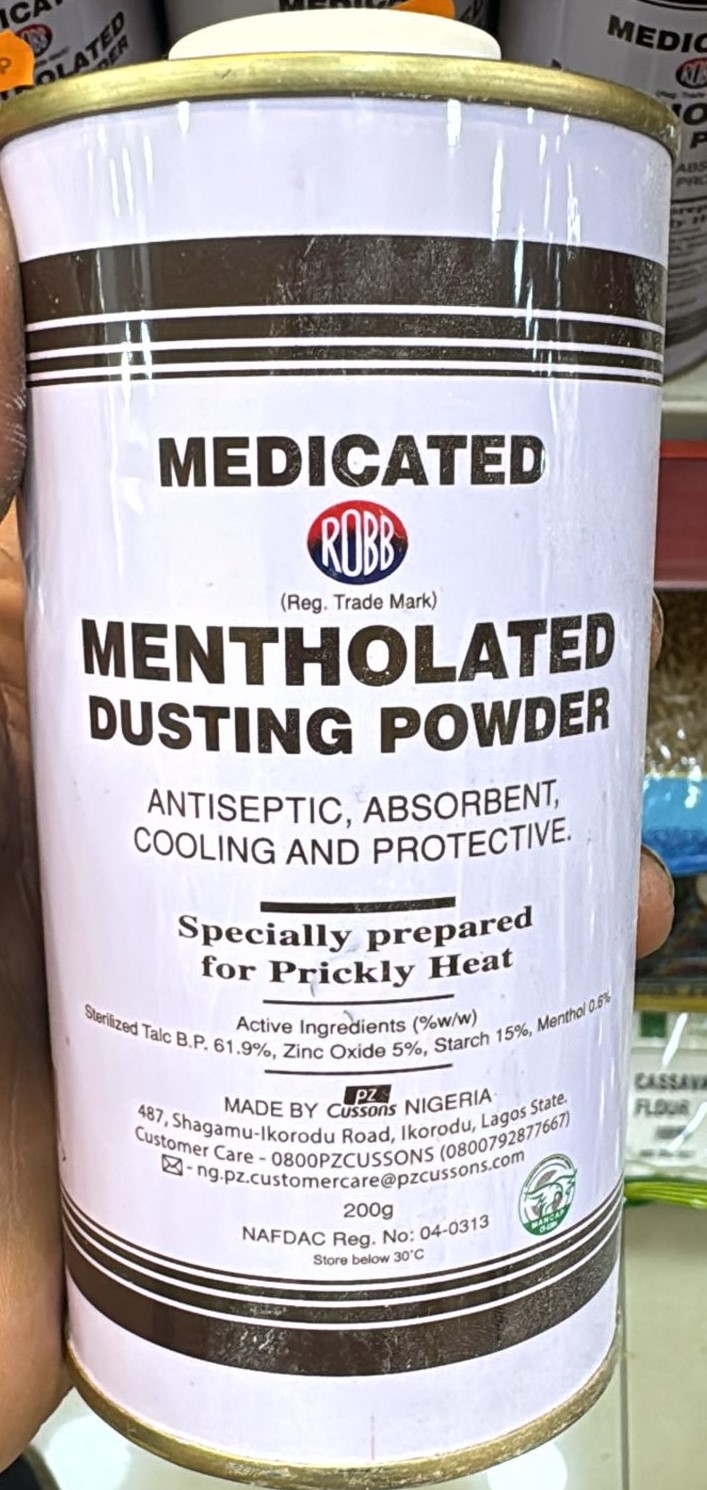 MEDICATED
ROBB
(Reg. Trade Mark)
MENTHOLATED
DUSTING POWDER
ANTISEPTIC, ABSORBENT,
COOLING AND PROTECTIVE.
Specially prepared
for Prickly Heat
Active Ingredients (%w/w)
Sterilized Talc B.P. 61.9%, Zinc Oxide 5%, Starch 15%, Menthol 0.6%
MADE BY PZ Cussons NIGERIA
487, Shagamu-Ikorodu Road, Ikorodu, Lagos State.
Customer Care - 0800PZCUSSONS (0800792877667)
- ng.pz.customercare@pzcussons.com
200g
NAFDAC Reg. No: 04-0313
Store below 30°C
MANCAP
CASSAVA
FLOUR